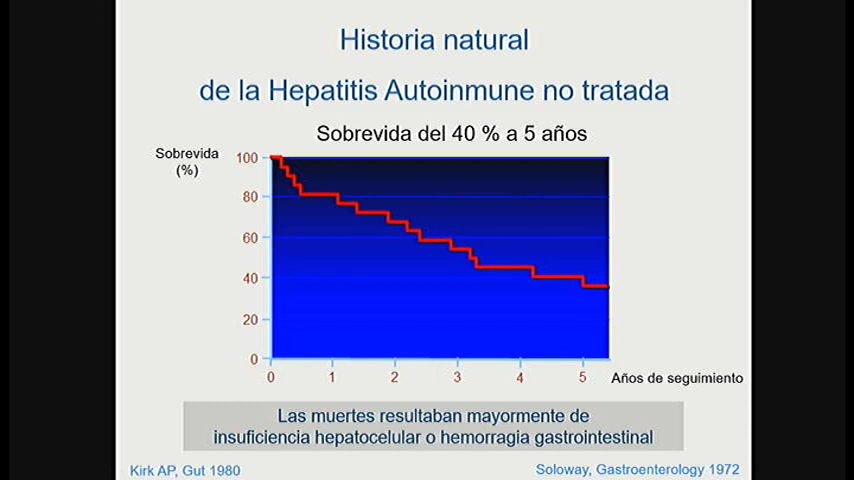 Historia natural
de la Hepatitis Autoinmune no tratada
Sobrevida del 40 % a 5 años
Sobrevida
(%)
100
80
60
40
20
0
0 1 2 3 4 5 Años de seguimiento
Las muertes resultaban mayormente de
insuficiencia hepatocelular o hemorragia gastrointestinal
Kirk AP, Gut 1980
Soloway, Gastroenterology 1972